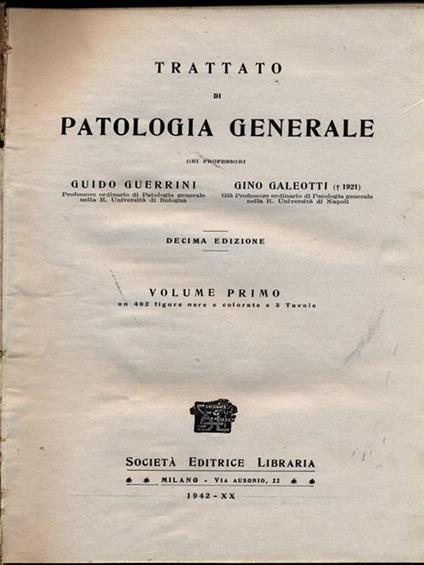 TRATTATO
DI
PATOLOGIA GENERALE
DEI PROFESSORI
GUIDO GUERRINI
Professore ordinario di Patologia generale
nella R. Università di Bologna
GINO GALEOTTI († 1921)
Già Professore ordinario di Patologia generale
nella R. Università di Napoli
DECIMA EDIZIONE
VOLUME PRIMO
on 402 figure nere e colorate e 3 Tavole
SOCIETÀ EDITRICE LIBRARIA
MILANO - VIA AUSONIO, 22
1942-XX